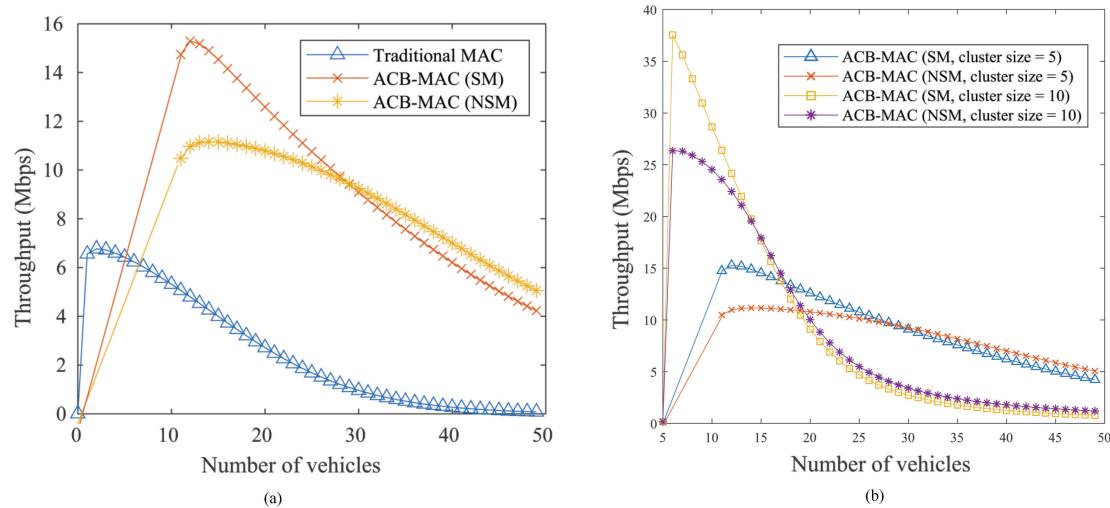 16
14
12
10
8
6
4
2
0
0
10
20
30
40
50
Throughput (Mbps)
Number of vehicles
Traditional MAC
ACB-MAC (SM)
ACB-MAC (NSM)
(a)
40
35
30
25
20
15
10
5
0
5
10
15
20
25
30
35
40
45
50
Throughput (Mbps)
Number of vehicles
ACB-MAC (SM, cluster size = 5)
ACB-MAC (NSM, cluster size = 5)
ACB-MAC (SM, cluster size = 10)
ACB-MAC (NSM, cluster size = 10)
(b)